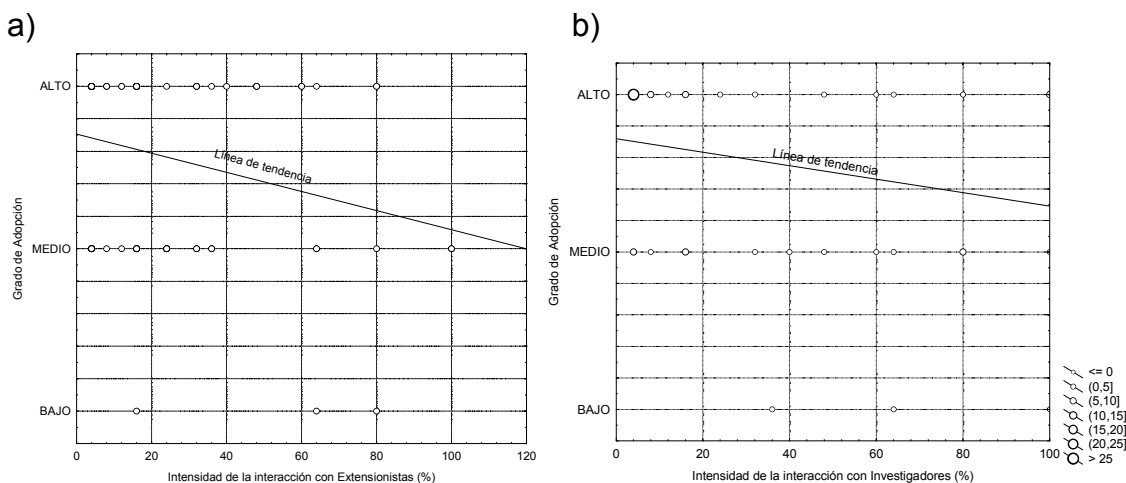 a)
ALTO
MEDIO
BAJO
Grado de Adopción
Línea de tendencia
0 20 40 60 80 100 120
Intensidad de la interacción con Extensionistas (%)
b)
ALTO
MEDIO
BAJO
Grado de Adopción
Línea de tendencia
0 20 40 60 80 100
Intensidad de la interacción con Investigadores (%)
<= 0
(0,5]
(5,10]
(10,15]
(15,20]
(20,25]
> 25